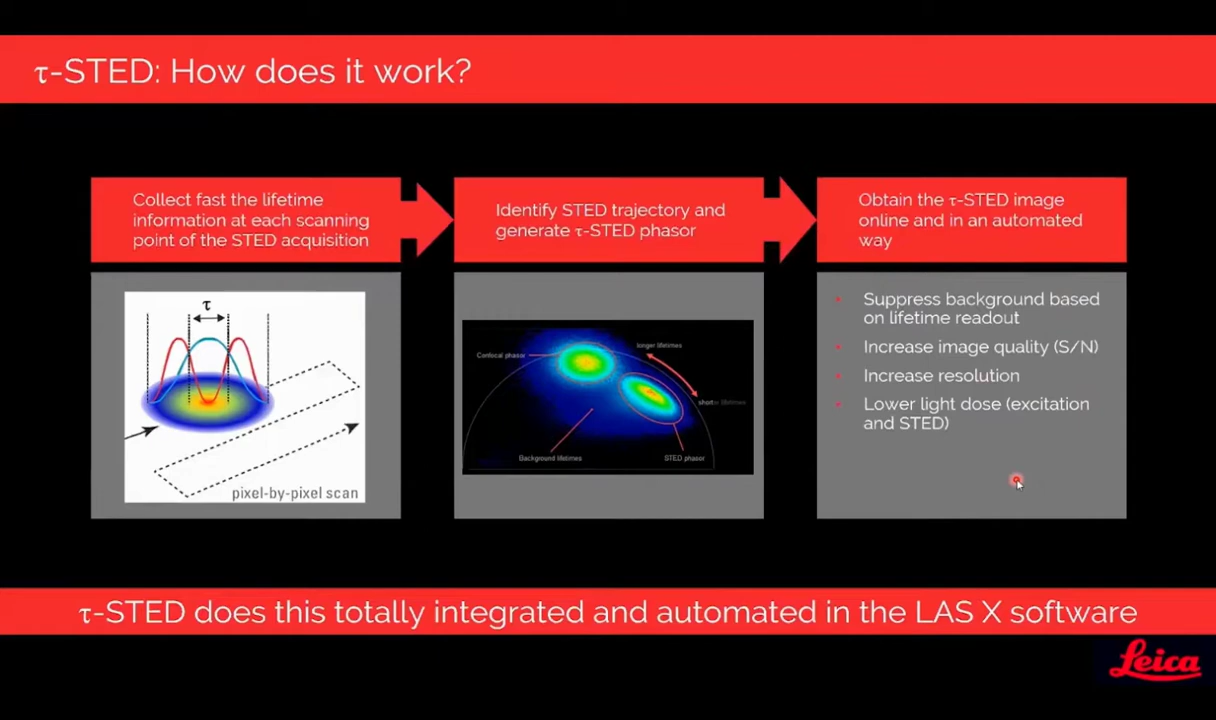 τ-STED: How does it work?
Collect fast the lifetime
information at each scanning
point of the STED acquisition
Identify STED trajectory and
generate τ-STED phasor
Obtain the τ-STED image
online and in an automated
way
τ
pixel-by-pixel scan
Confocal phasor
longer lifetimes
shorter lifetimes
Background lifetimes
STED phasor
• Suppress background based
on lifetime readout
• Increase image quality (S/N)
• Increase resolution
• Lower light dose (excitation
and STED)
τ-STED does this totally integrated and automated in the LAS X software
Leica